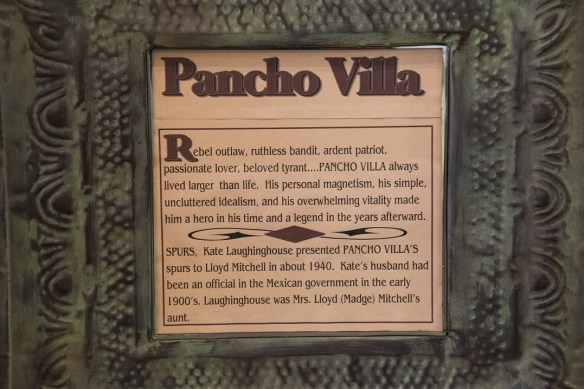 Pancho Villa
Rebel outlaw, ruthless bandit, ardent patriot,
passionate lover, beloved tyrant....PANCHO VILLA always
lived larger than life. His personal magnetism, his simple,
uncluttered idealism, and his overwhelming vitality made
him a hero in his time and a legend in the years afterward.
SPURS, Kate Laughinghouse presented PANCHO VILLA'S
spurs to Lloyd Mitchell in about 1940. Kate's husband had
been an official in the Mexican government in the early
1900's. Laughinghouse was Mrs. Lloyd (Madge) Mitchell's
aunt.